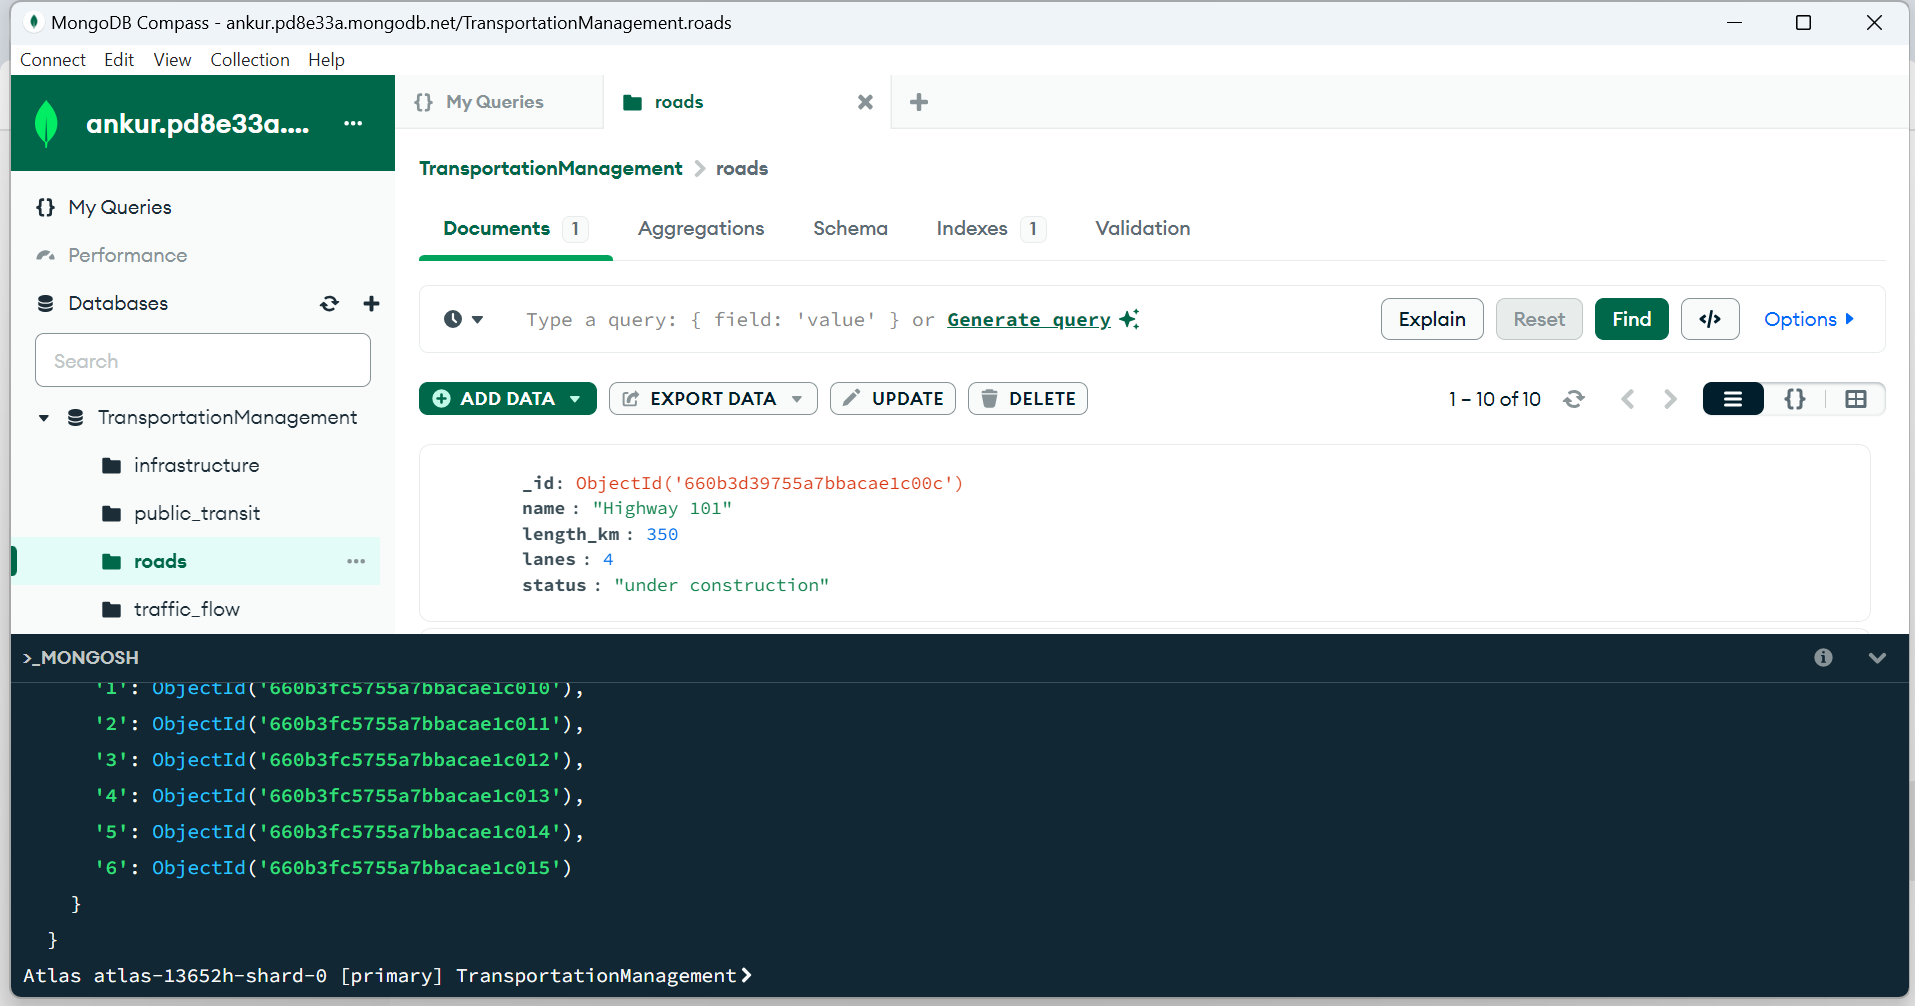 MongoDB Compass - ankur.pd8e33a.mongodb.net/TransportationManagement.roads
Connect Edit View Collection Help
ankur.pd8e33a.... ...
{} My Queries
Performance
Databases
Search
TransportationManagement
infrastructure
public_transit
roads ...
traffic_flow
{} My Queries
roads
TransportationManagement > roads
Documents 1 Aggregations Schema Indexes 1 Validation
Type a query: { field: 'value' } or Generate query
Explain Reset Find </> Options
ADD DATA EXPORT DATA UPDATE DELETE 1 – 10 of 10 {}
_id: ObjectId('660b3d39755a7bbacae1c00c')
name : "Highway 101"
length_km : 350
lanes : 4
status : "under construction"
>_MONGOSH
'1': ObjectId('660b3fc5755a7bbacae1c010'),
'2': ObjectId('660b3fc5755a7bbacae1c011'),
'3': ObjectId('660b3fc5755a7bbacae1c012'),
'4': ObjectId('660b3fc5755a7bbacae1c013'),
'5': ObjectId('660b3fc5755a7bbacae1c014'),
'6': ObjectId('660b3fc5755a7bbacae1c015')
}
}
Atlas atlas-13652h-shard-0 [primary] TransportationManagement>